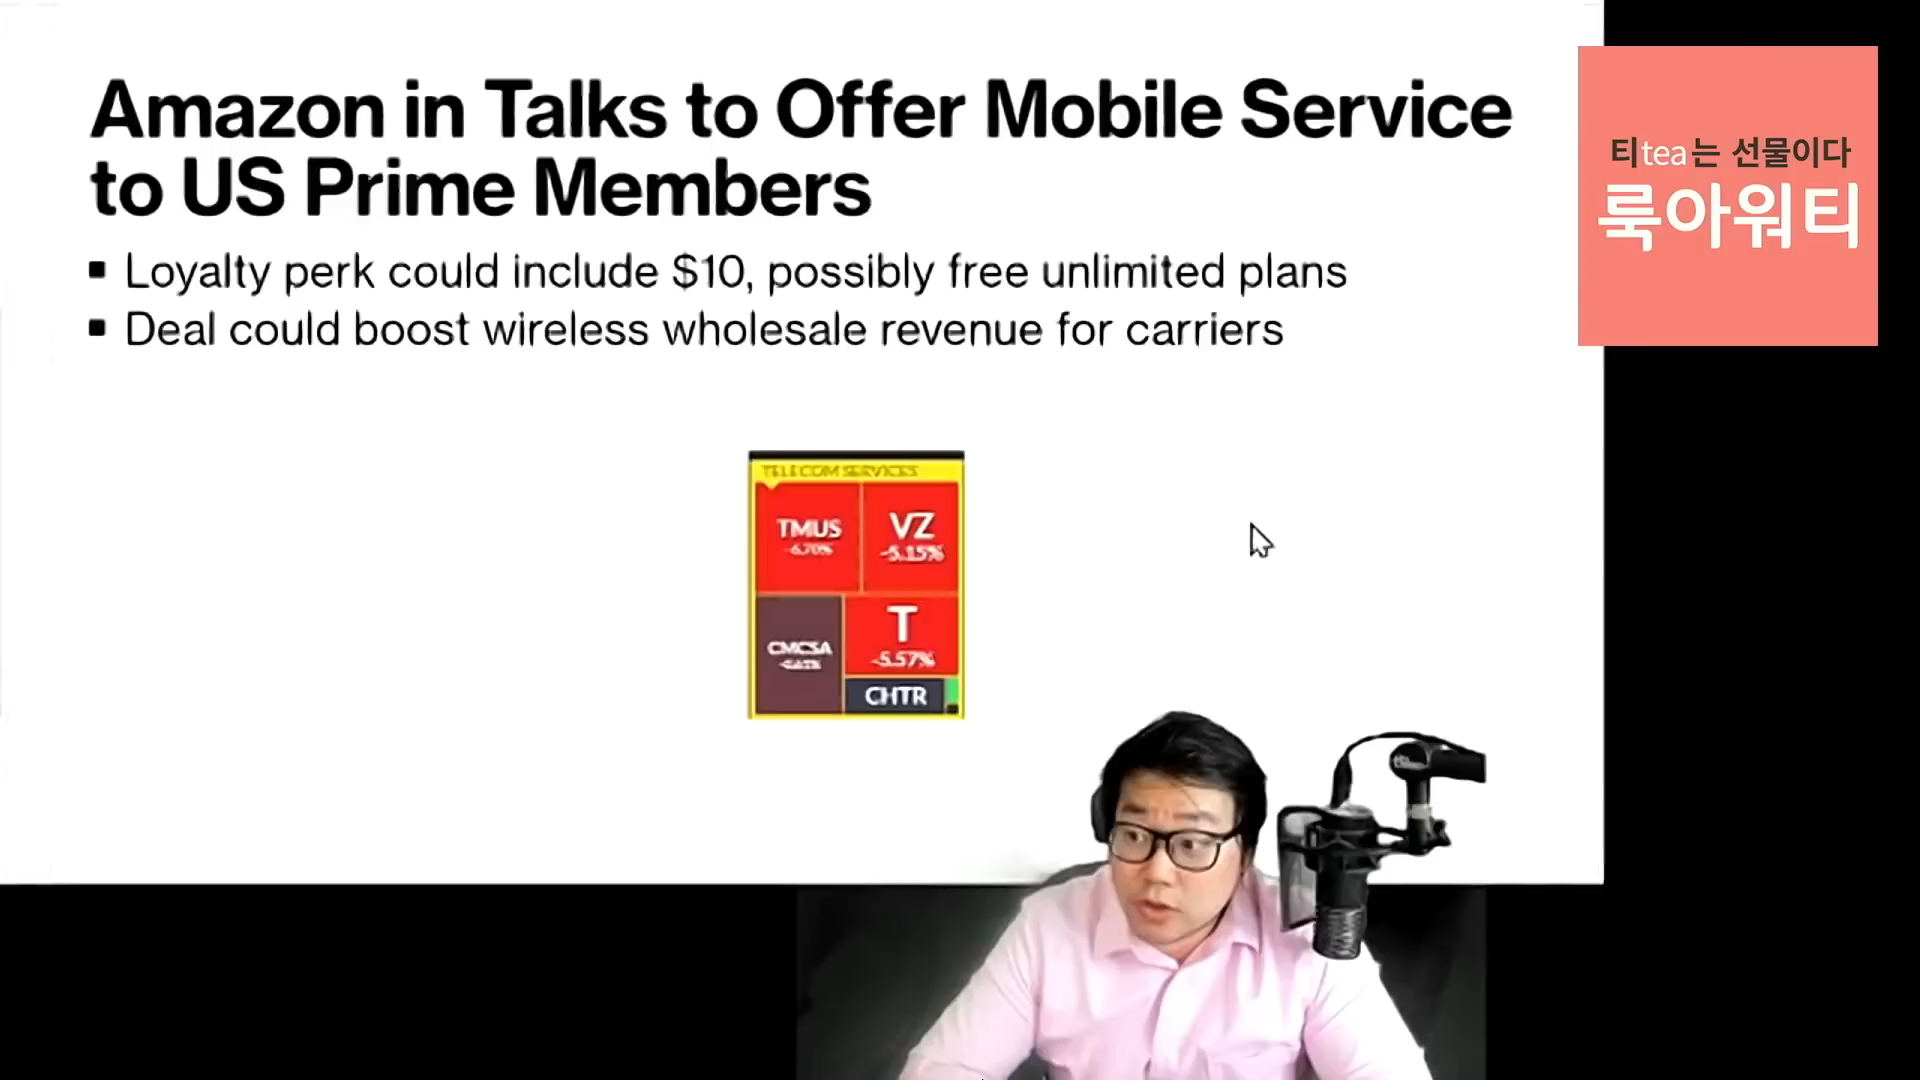 Amazon in Talks to Offer Mobile Service
to US Prime Members
▪ Loyalty perk could include $10, possibly free unlimited plans
▪ Deal could boost wireless wholesale revenue for carriers
티tea는 선물이다
룩아워티
TELECOM SERVICES
TMUS
-6.70%
VZ
-5.15%
CMCSA
T
-5.57%
CHTR